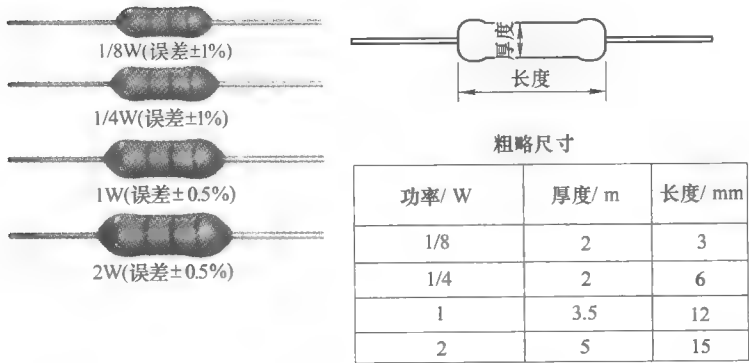 1/8W(误差±1%)
1/4W(误差±1%)
1W(误差±0.5%)
2W(误差±0.5%)
厚度
长度
粗略尺寸
功率/ W 厚度/ m 长度/ mm
1/8 2 3
1/4 2 6
1 3.5 12
2 5 15